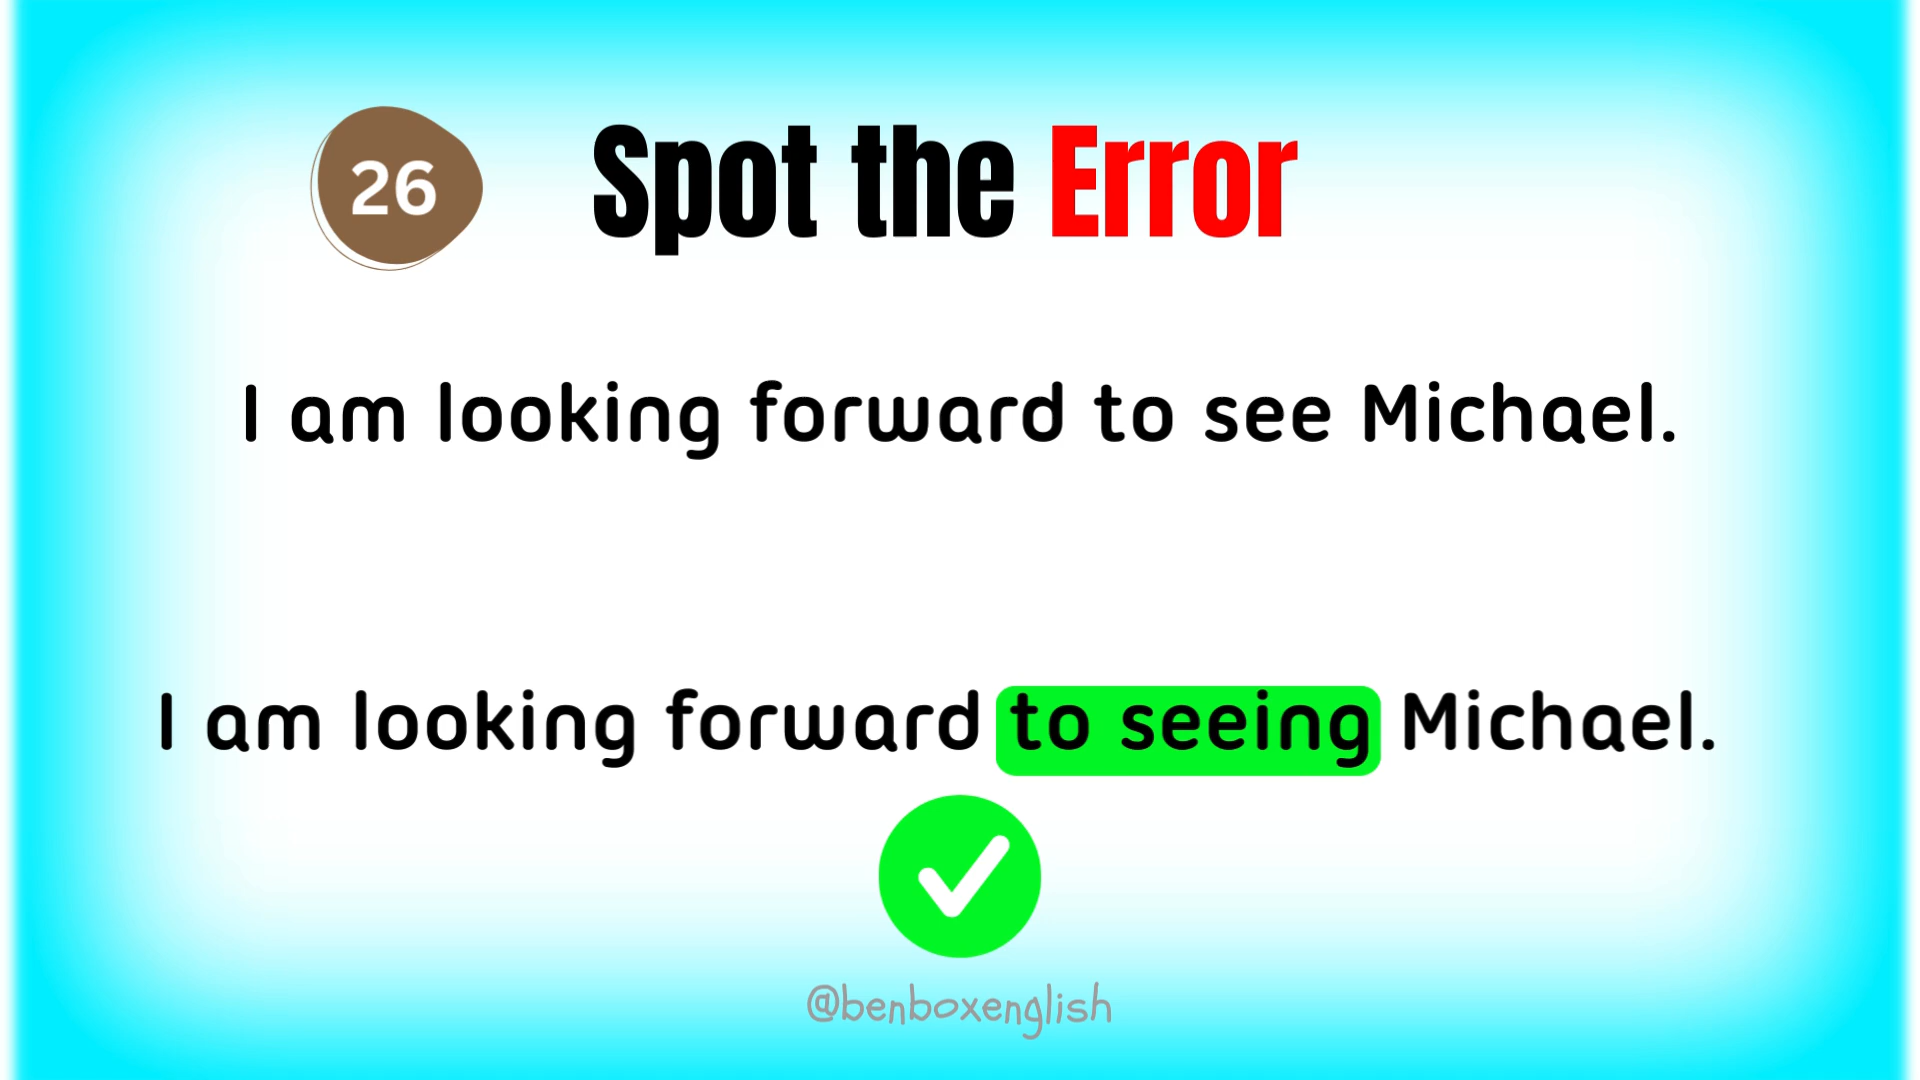 26
Spot the Error
I am looking forward to see Michael.
I am looking forward to seeing Michael.
@benboxenglish